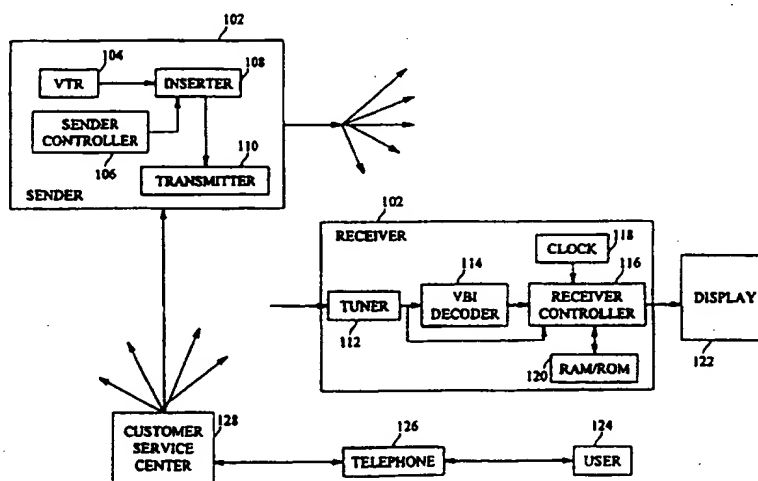 102
104
108
VTR
INSERTER
SENDER
CONTROLLER
106
110
TRANSMITTER
SENDER
102
RECEIVER
118
CLOCK
114
116
TUNER
VBI
DECODER
RECEIVER
CONTROLLER
DISPLAY
112
120
RAM/ROM
122
128
CUSTOMER
SERVICE
CENTER
126
TELEPHONE
124
USER